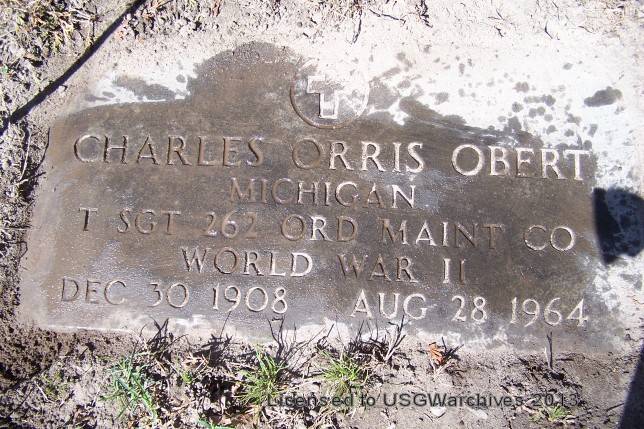 CHARLES ORRIS OBERT
MICHIGAN
T SGT 262 ORD MAINT CO
WORLD WAR II
DEC 30 1908 AUG 28 1964
Licensed to USGWarchives 2013